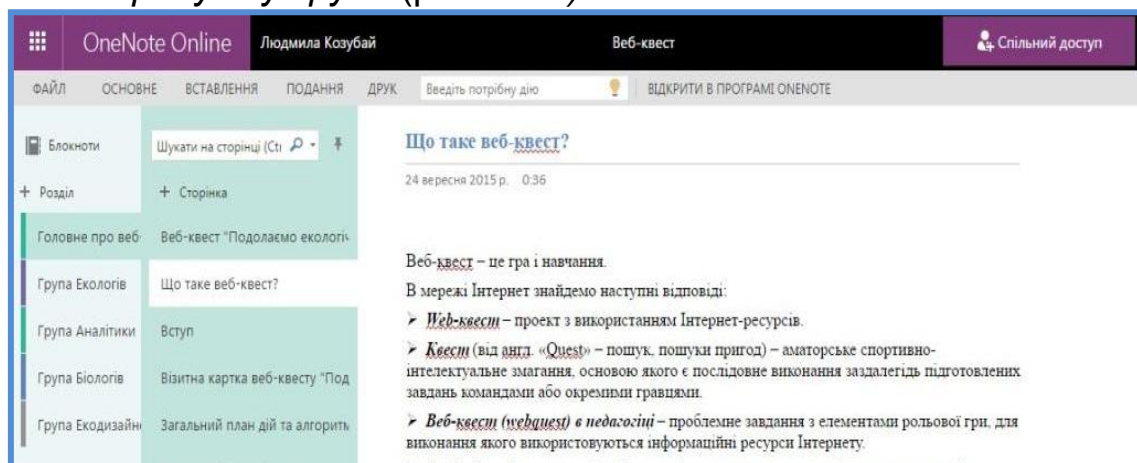 OneNote Online Людмила Козубай Веб-квест Спільний доступ
ФАЙЛ ОСНОВНЕ ВСТАВЛЕННЯ ПОДАННЯ ДРУК Введіть потрібну дію ВІДКРИТИ В ПРОГРАМІ ONENOTE
Блокноти
Шукати на сторінці (Ct
+ Розділ
+ Сторінка
Головне про веб-
Група Екологів
Група Аналітики
Група Біологів
Група Екодизайн
Веб-квест "Подолаємо екологіч
Що таке веб-квест?
Вступ
Візитна картка веб-квесту "Под
Загальний план дій та алгорить
Що таке веб-квест?
24 вересня 2015 р. 0:36
Веб-квест – це гра і навчання.
В мережі Інтернет знайдемо наступні відповіді:
➢ Web-квест – проект з використанням Інтернет-ресурсів.
➢ Квест (від англ. «Quest» – пошук, пошуки пригод) – аматорське спортивно-
інтелектуальне змагання, основою якого є послідовне виконання заздалегідь підготовлених
завдань командами або окремими гравцями.
➢ Веб-квест (webquest) в педагогіці – проблемне завдання з елементами рольової гри, для
виконання якого використовуються інформаційні ресурси Інтернету.